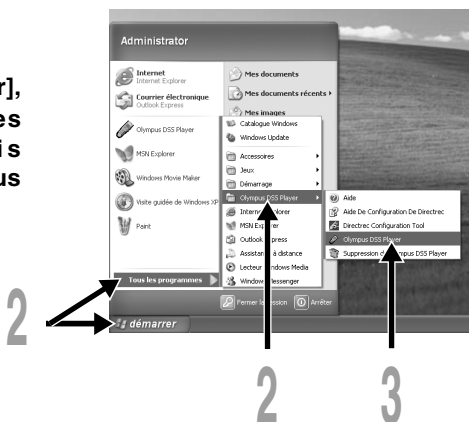 r],
es
is
us
Administrator
Internet
Internet Explorer
Courrier électronique
Outlook Express
Olympus DSS Player
MSN Explorer
Windows Movie Maker
Visite guidée de Windows XP
Paint
Tous les programmes
Mes documents
Mes documents récents
Mes images
Catalogue Windows
Windows Update
Accessoires
Jeux
Démarrage
Olympus DSS Player
Internet Explorer
MSN Explorer
Outlook Express
Assistance à distance
Lecteur Windows Media
Windows Messenger
Aide
Aide De Configuration De Directrec
Directrec Configuration Tool
Olympus DSS Player
Suppression d'Olympus DSS Player
Fermer la session
Arrêter
démarrer
2
2
3